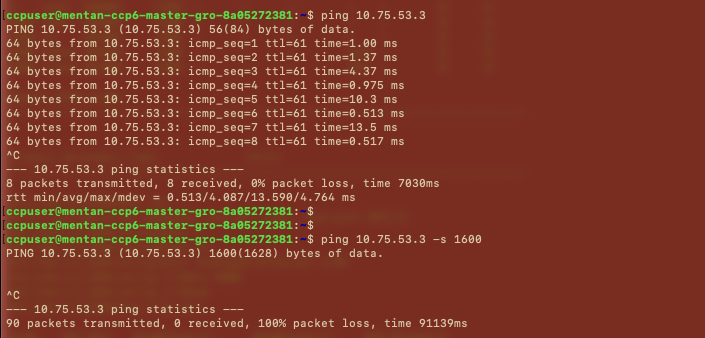 [ccpuser@mentan-ccp6-master-gro-8a05272381:~$ ping 10.75.53.3
PING 10.75.53.3 (10.75.53.3) 56(84) bytes of data.
64 bytes from 10.75.53.3: icmp_seq=1 ttl=61 time=1.00 ms
64 bytes from 10.75.53.3: icmp_seq=2 ttl=61 time=1.37 ms
64 bytes from 10.75.53.3: icmp_seq=3 ttl=61 time=4.37 ms
64 bytes from 10.75.53.3: icmp_seq=4 ttl=61 time=0.975 ms
64 bytes from 10.75.53.3: icmp_seq=5 ttl=61 time=10.3 ms
64 bytes from 10.75.53.3: icmp_seq=6 ttl=61 time=0.513 ms
64 bytes from 10.75.53.3: icmp_seq=7 ttl=61 time=13.5 ms
64 bytes from 10.75.53.3: icmp_seq=8 ttl=61 time=0.517 ms
^C
--- 10.75.53.3 ping statistics ---
8 packets transmitted, 8 received, 0% packet loss, time 7030ms
rtt min/avg/max/mdev = 0.513/4.087/13.590/4.764 ms
[ccpuser@mentan-ccp6-master-gro-8a05272381:~$
[ccpuser@mentan-ccp6-master-gro-8a05272381:~$
[ccpuser@mentan-ccp6-master-gro-8a05272381:~$ ping 10.75.53.3 -s 1600
PING 10.75.53.3 (10.75.53.3) 1600(1628) bytes of data.
^C
--- 10.75.53.3 ping statistics ---
90 packets transmitted, 0 received, 100% packet loss, time 91139ms